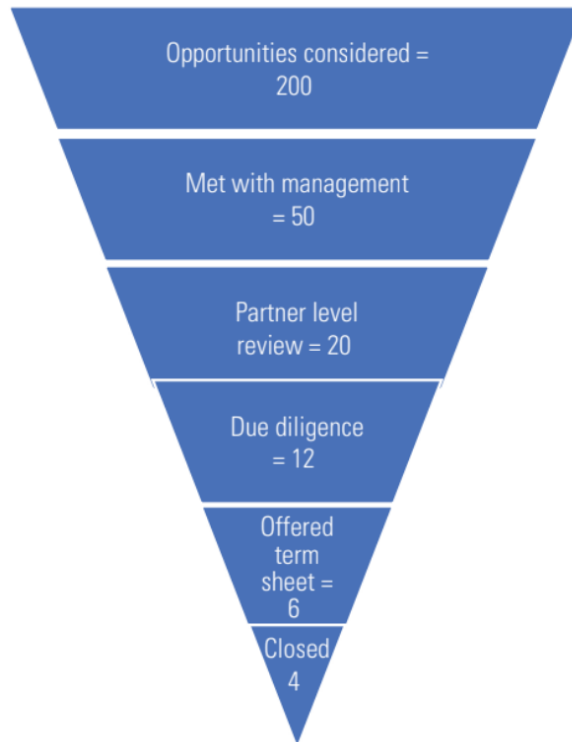 Opportunities considered =
200
Met with management
= 50
Partner level
review = 20
Due diligence
= 12
Offered
term
sheet =
6
Closed
4